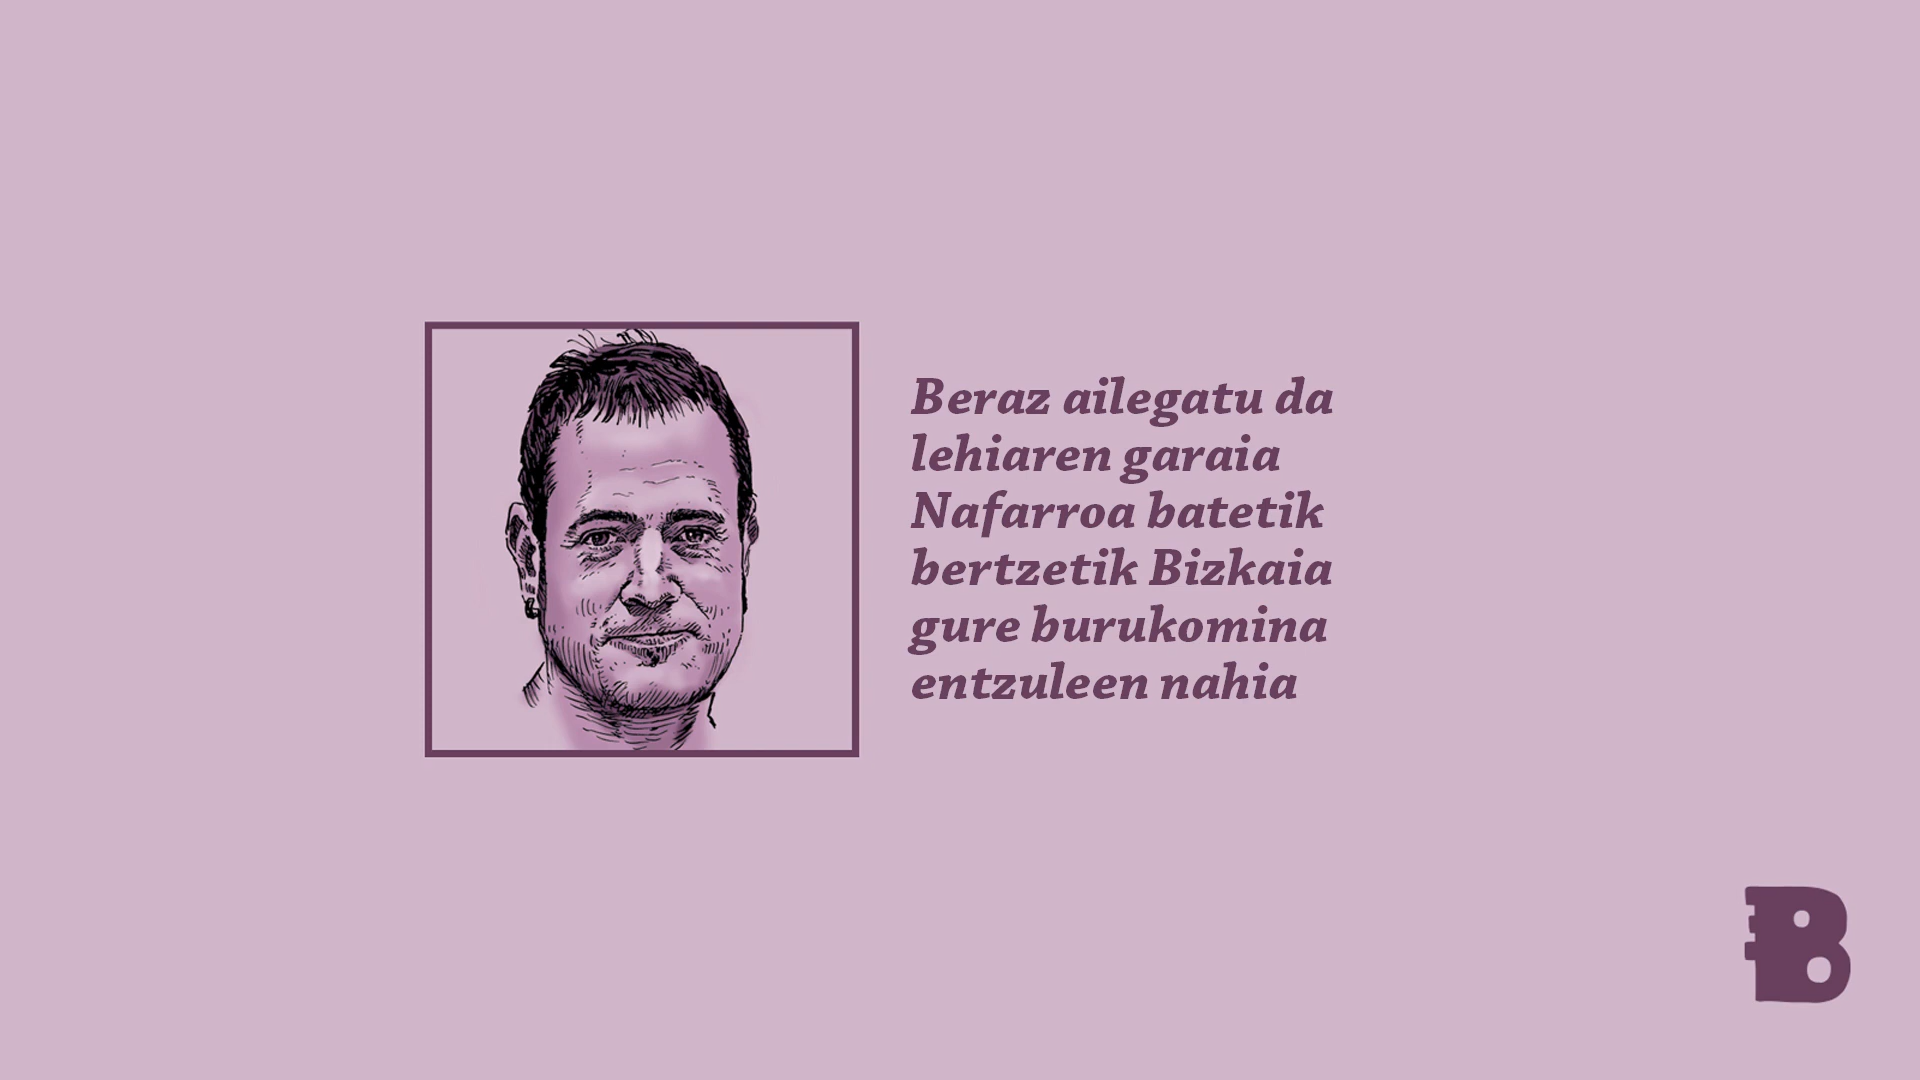 Beraz ailegatu da
lehiaren garaia
Nafarroa batetik
bertzetik Bizkaia
gure burukomina
entzuleen nahia
B